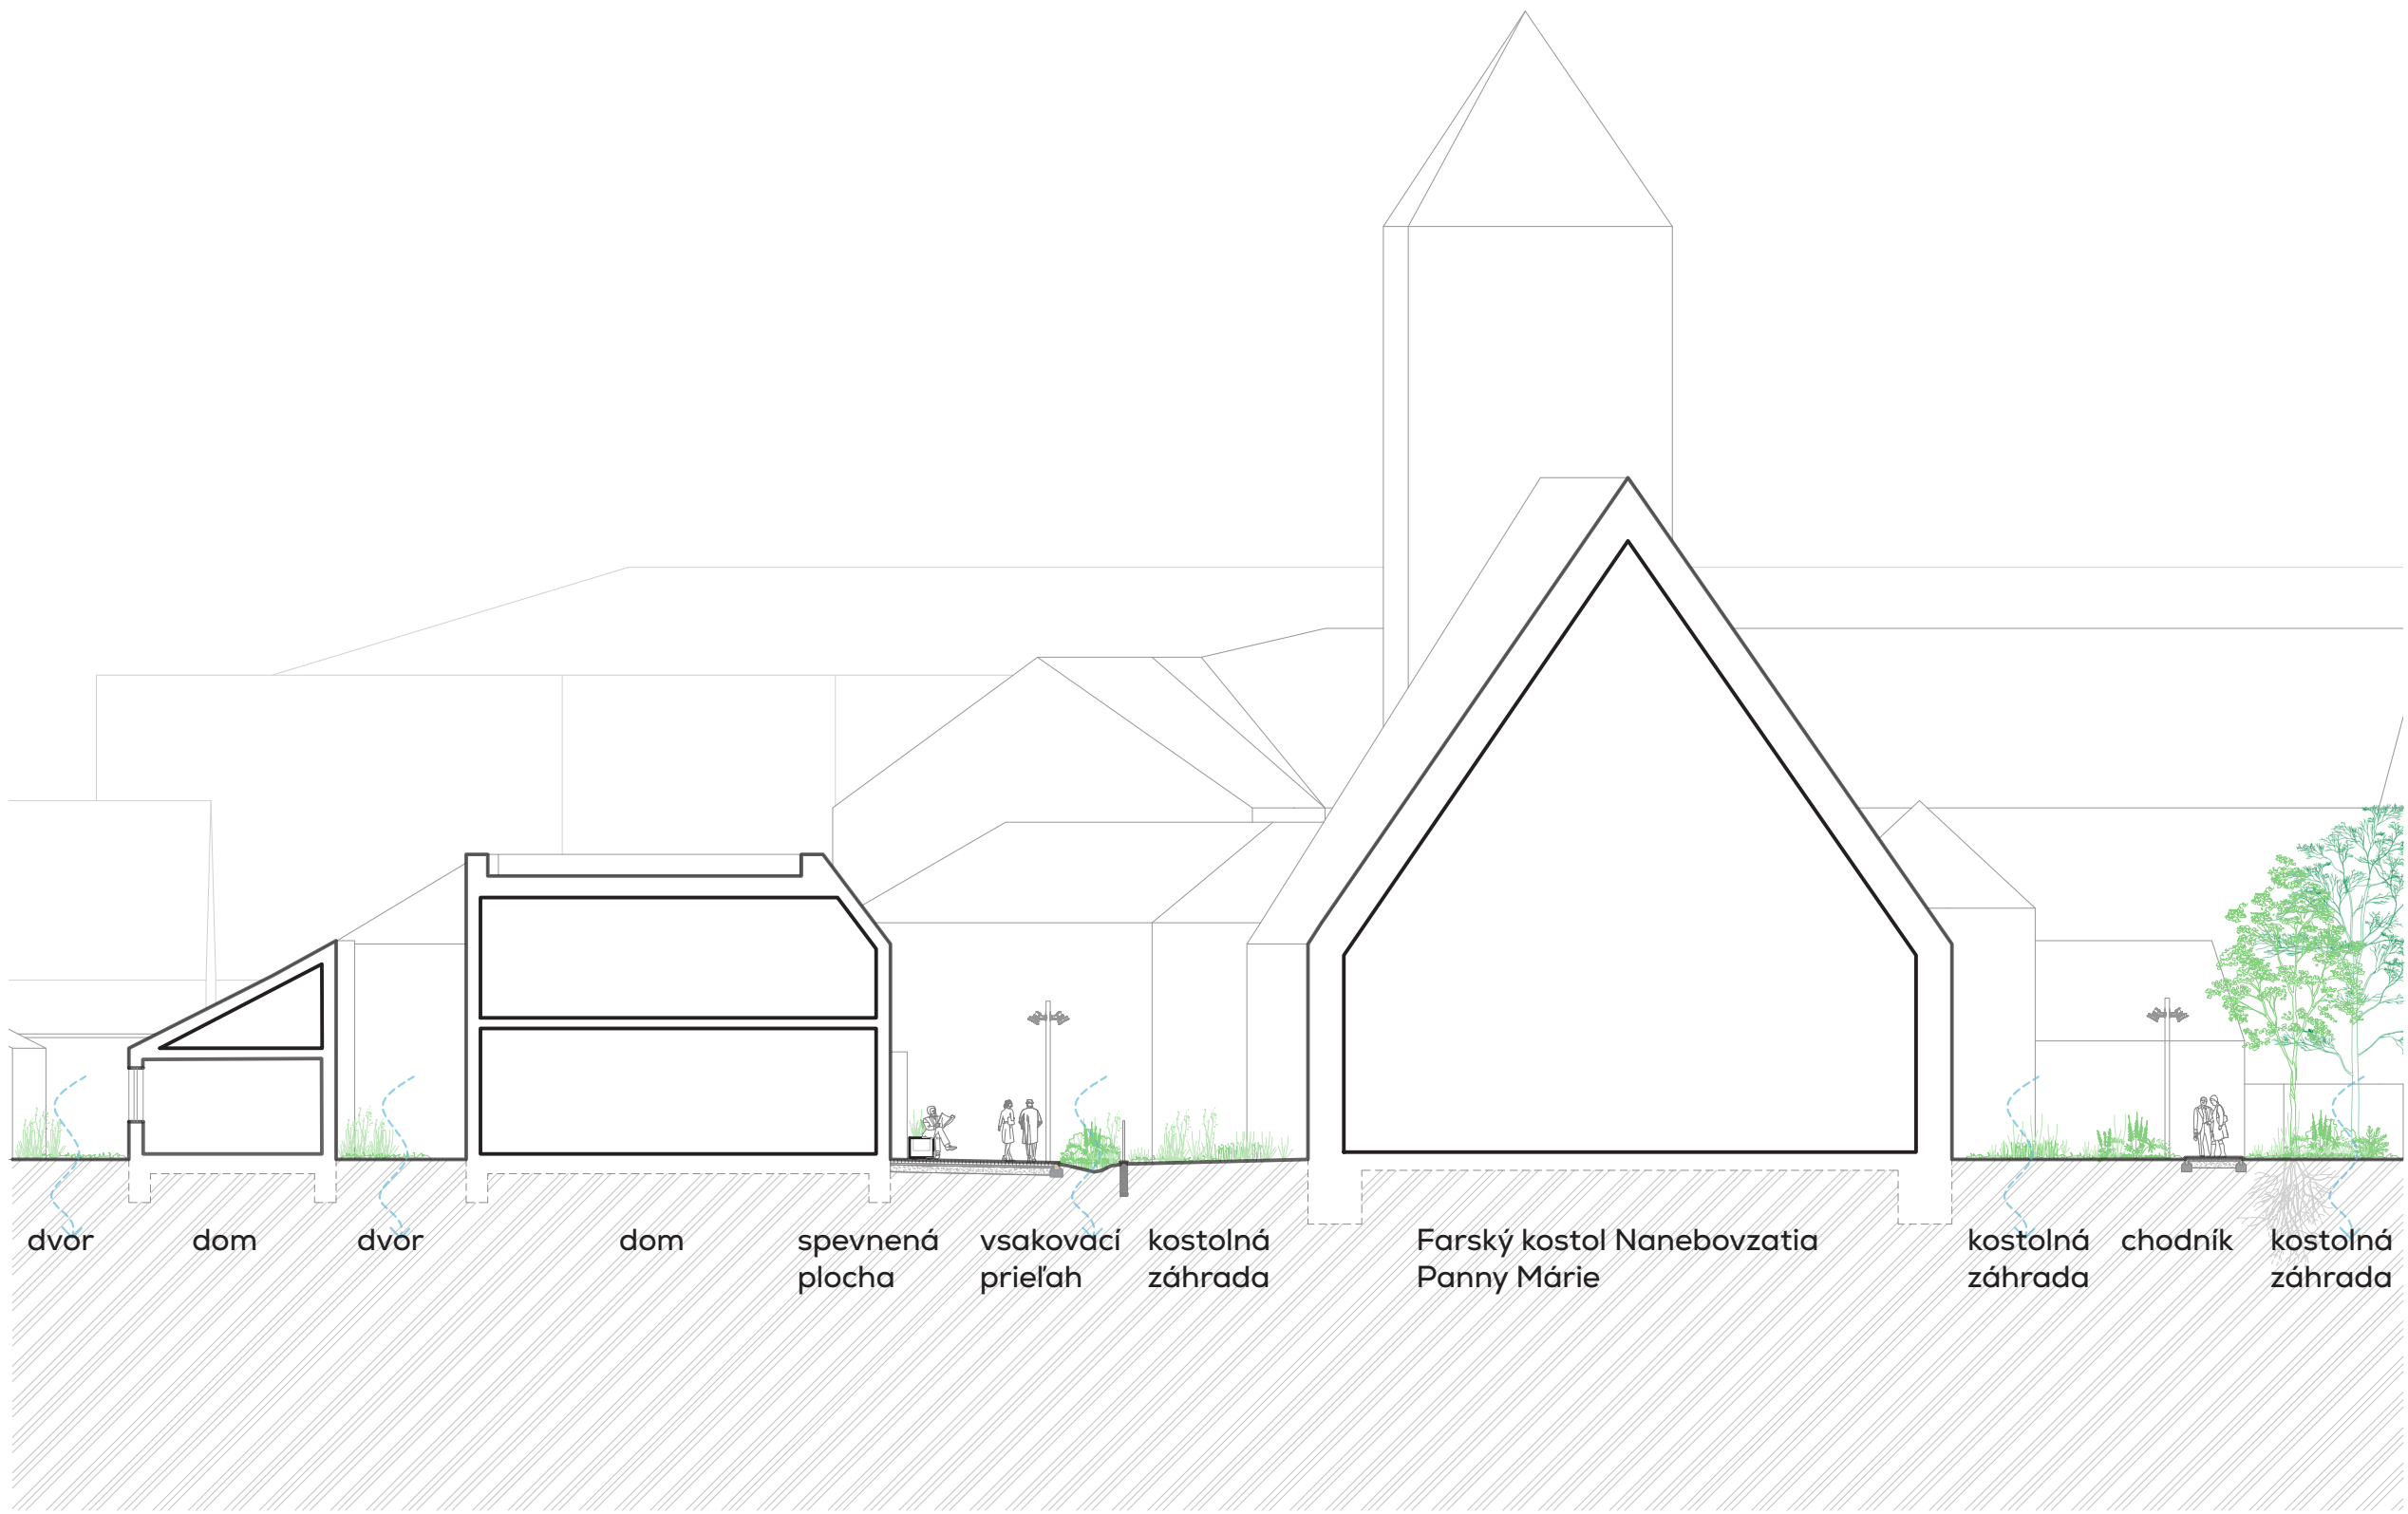 dvor
dom
dvor
dom
spevnená
plocha
vsakovací
prieľah
kostolná
záhrada
Farský kostol Nanebovzatia
Panny Márie
kostolná
záhrada
chodník
kostolná
záhrada